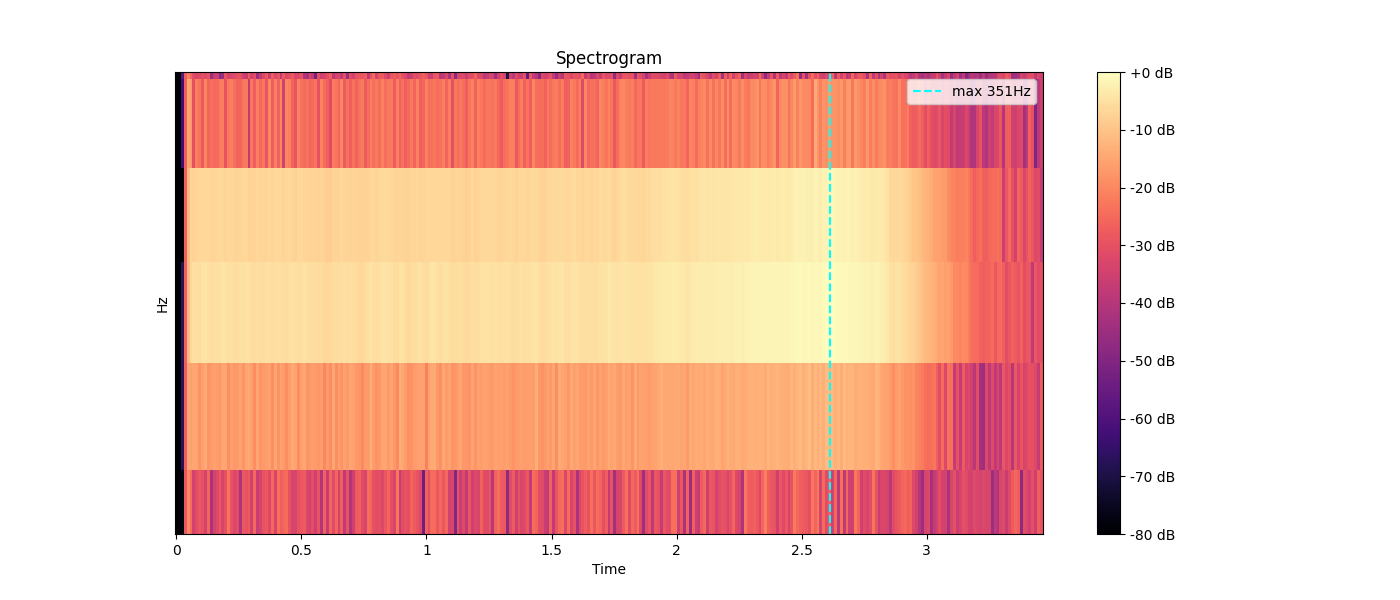 Spectrogram
max 351Hz
Hz
0 0.5 1 1.5 2 2.5 3
Time
+0 dB
-10 dB
-20 dB
-30 dB
-40 dB
-50 dB
-60 dB
-70 dB
-80 dB